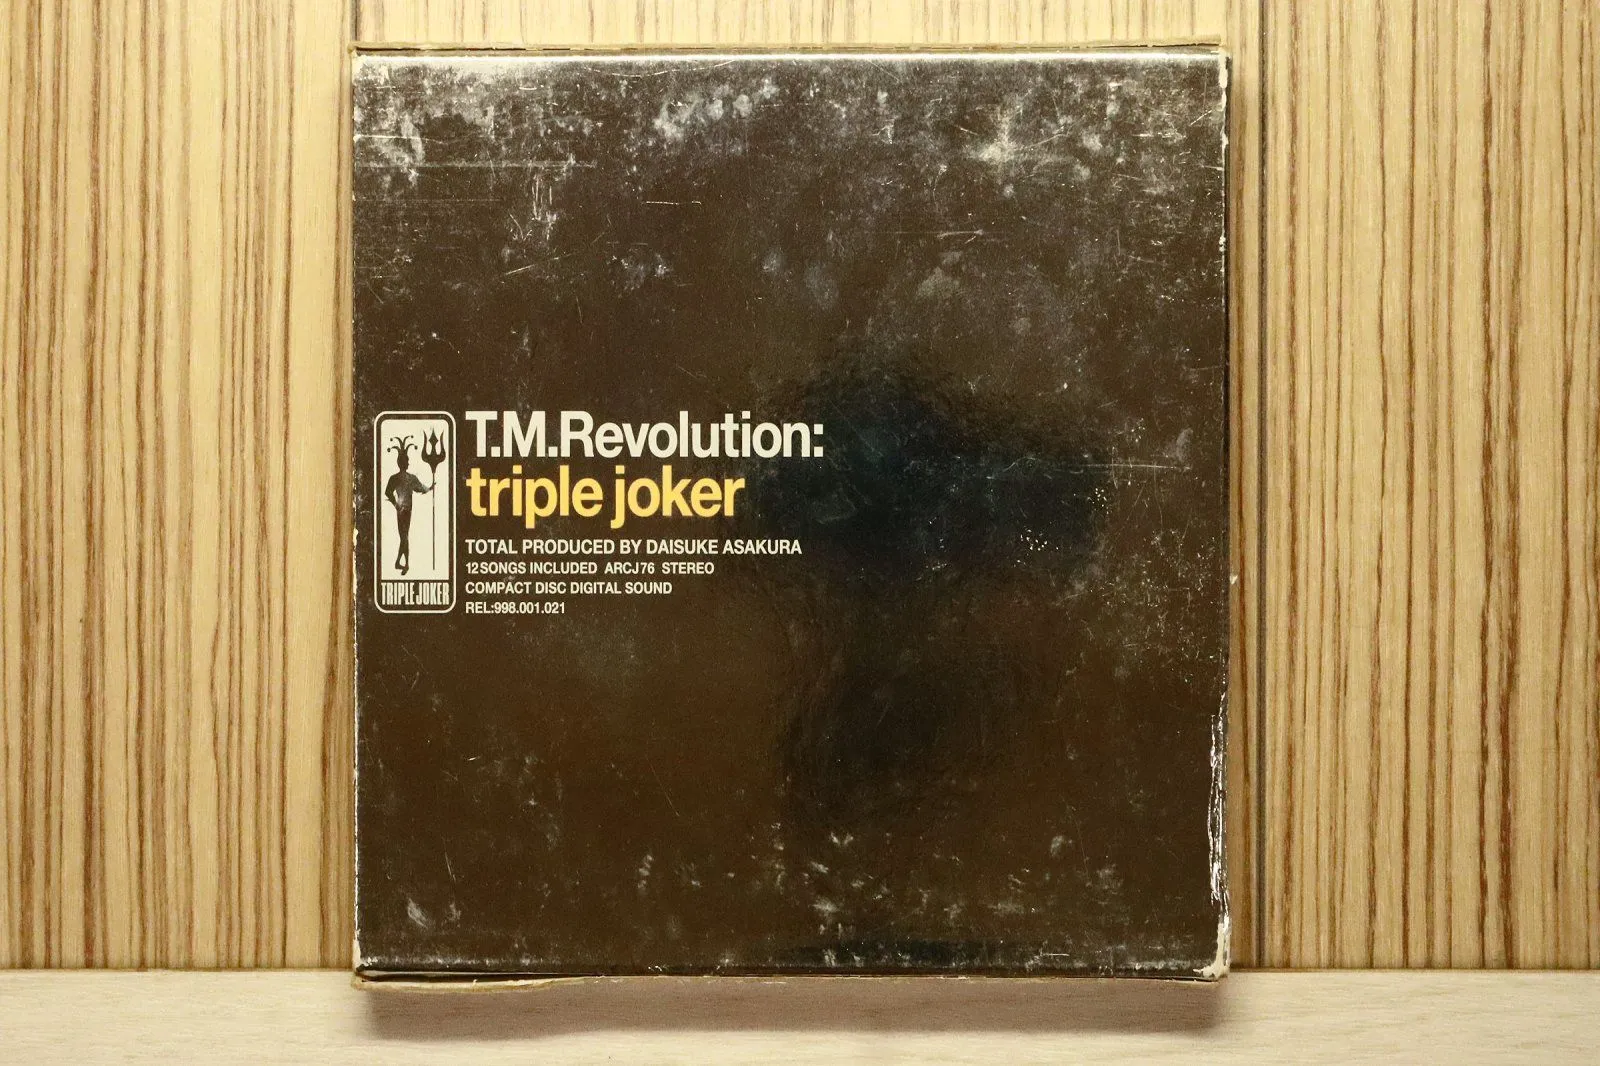 T.M.Revolution:
triple joker
TOTAL PRODUCED BY DAISUKE ASAKURA
12SONGS INCLUDED ARCJ76 STEREO
COMPACT DISC DIGITAL SOUND
REL:998.001.021
TRIPLE JOKER